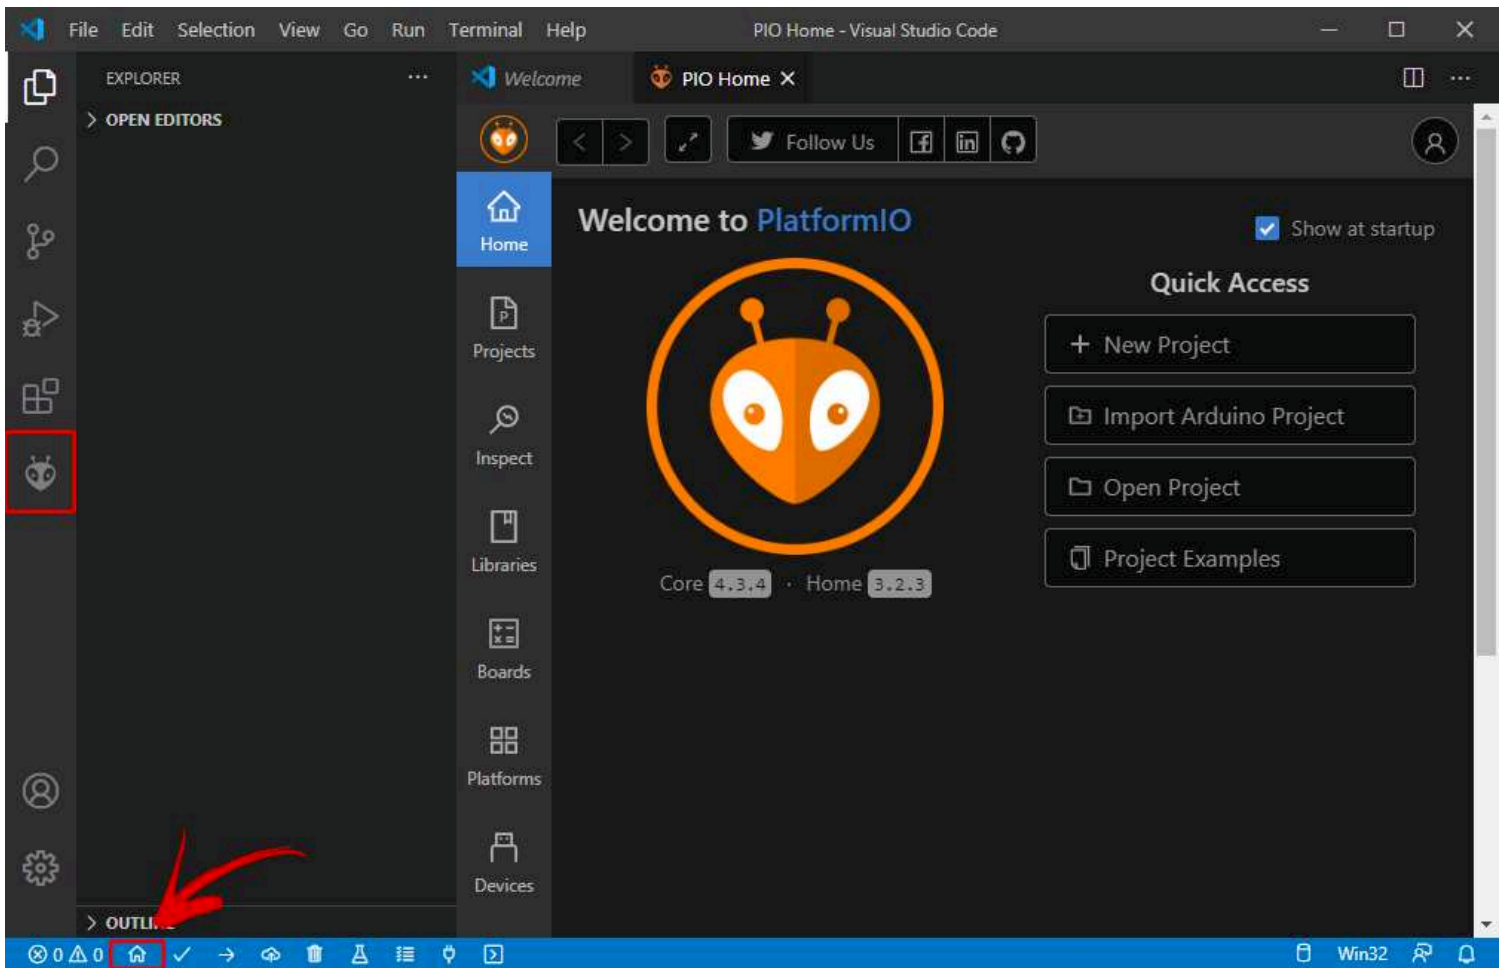 File Edit Selection View Go Run Terminal Help PIO Home - Visual Studio Code
EXPLORER
Welcome
PIO Home
OPEN EDITORS
Follow Us
Home
Projects
Inspect
Libraries
Boards
Platforms
Devices
Welcome to PlatformIO
Show at startup
Quick Access
New Project
Import Arduino Project
Open Project
Project Examples
Core 4.3.4 · Home 3.2.3
0 0
Win32